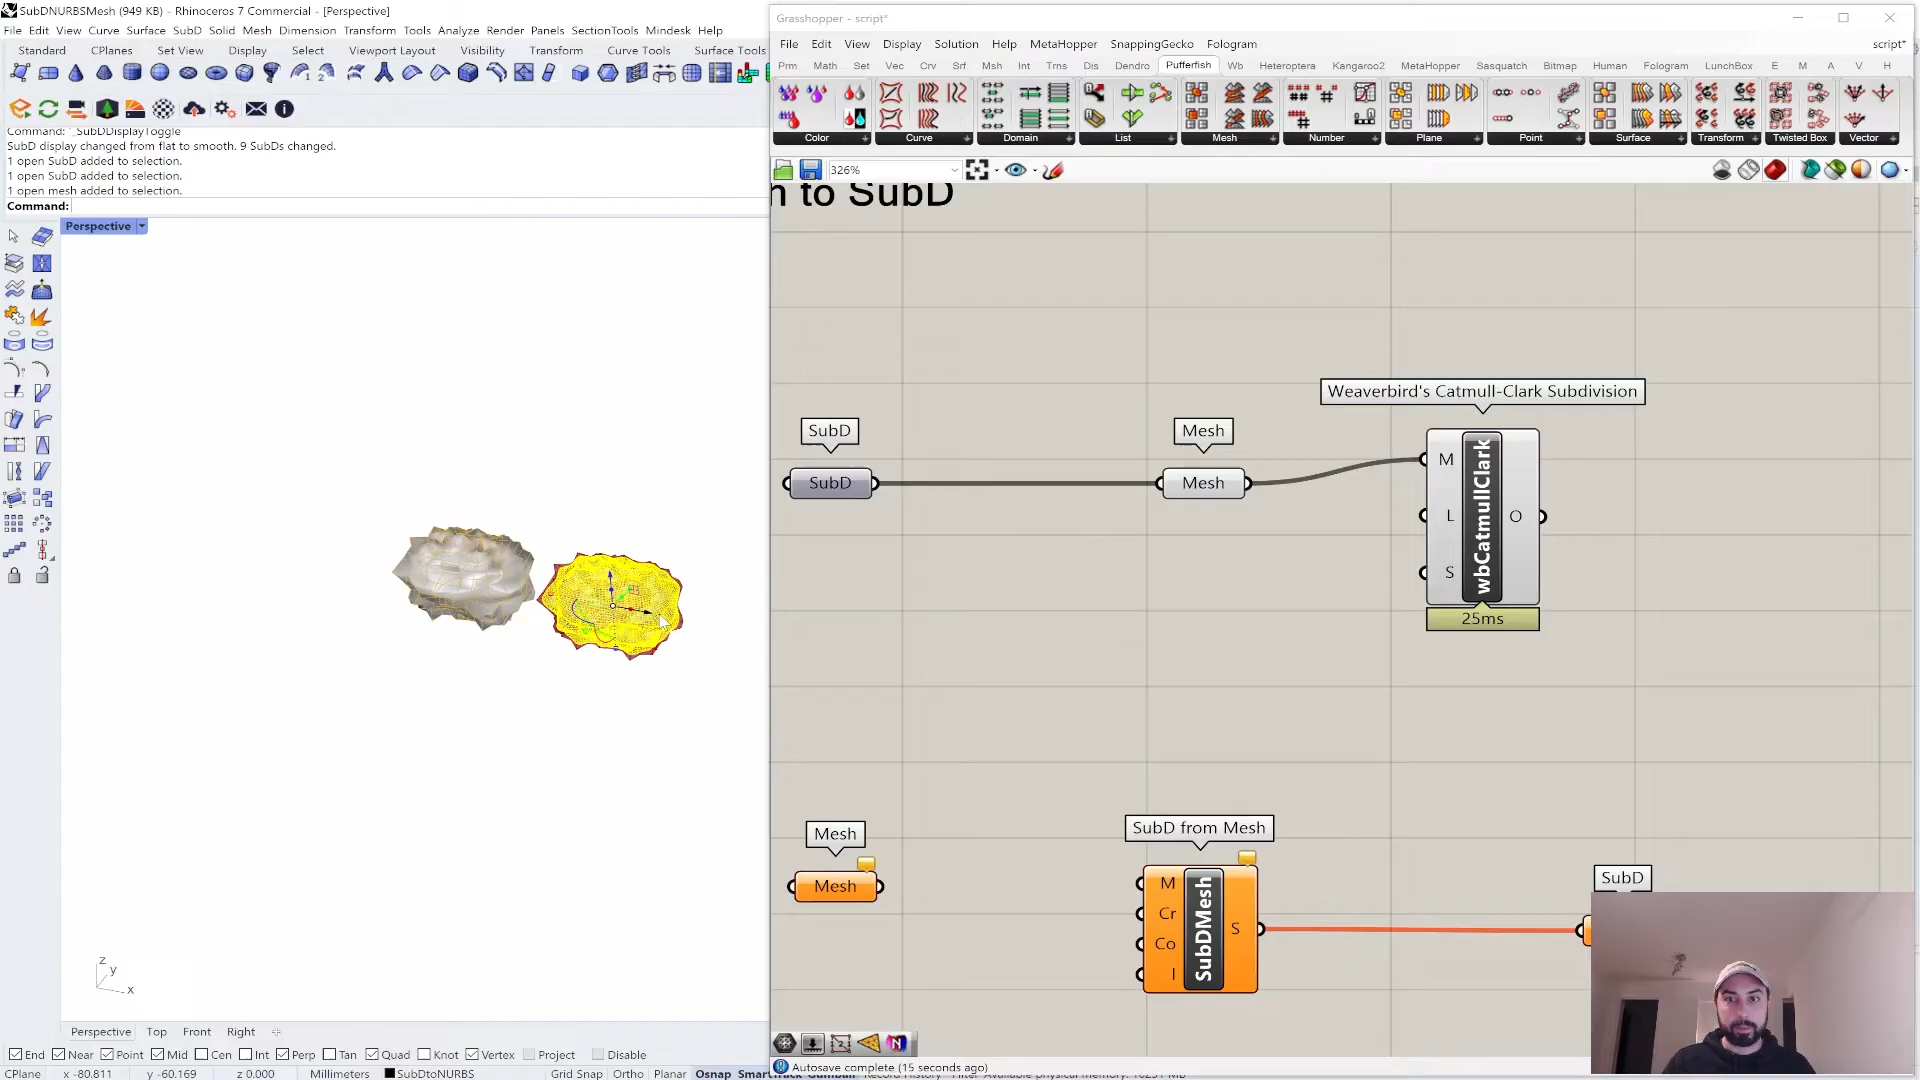 SubDNURBSMesh (949 KB) - Rhinoceros 7 Commercial - [Perspective]
File Edit View Curve Surface SubD Solid Mesh Dimension Transform Tools Analyze Render Panels SectionTools Mindesk Help
Standard CPlanes Set View Display Select Viewport Layout Visibility Transform Curve Tools Surface Tools
Command: _SubDDisplayToggle
SubD display changed from flat to smooth. 9 SubDs changed.
1 open SubD added to selection.
1 open SubD added to selection.
1 open mesh added to selection.
Command:
Perspective
z
y
x
Perspective Top Front Right
End Near Point Mid Cen Int Perp Tan Quad Knot Vertex Project Disable
CPlane x -80.811 y -60.169 z 0.000 Millimeters SubDtoNURBS Grid Snap Ortho Planar Osnap SmartTrack Gumball
Grasshopper - script*
File Edit View Display Solution Help MetaHopper SnappingGecko Fologram script*
Prm Math Set Vec Crv Srf Msh Int Trns Dis Dendro Pufferfish Wb Heteroptera Kangaroo2 MetaHopper Sasquatch Bitmap Human Fologram LunchBox E M A V H
Color Curve Domain List Mesh Number Plane Point Surface Transform Twisted Box Vector
326%
to SubD
Weaverbird's Catmull-Clark Subdivision
SubD
Mesh
SubD
Mesh
M
L
S
wbCatmullClark
O
25ms
Mesh
SubD from Mesh
Mesh
M
Cr
Co
I
SubDMesh
S
SubD
Autosave complete (15 seconds ago)